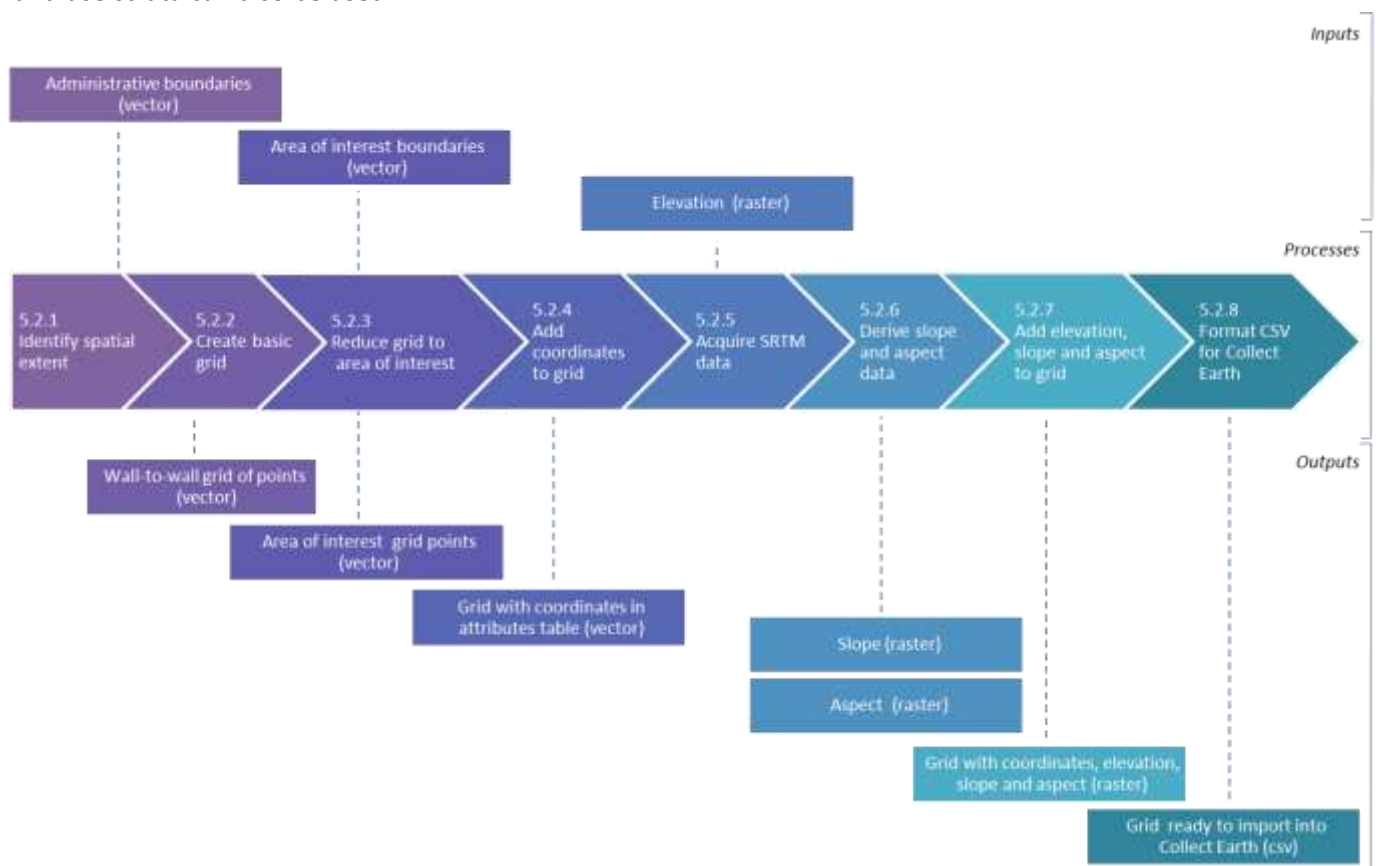 Inputs
Administrative boundaries
(vector)
Area of interest boundaries
(vector)
Elevation (raster)
Processes
5.2.1
Identify spatial
extent
5.2.2
Create basic
grid
5.2.3
Reduce grid to
area of interest
5.2.4
Add
coordinates
to grid
5.2.5
Acquire SRTM
data
5.2.6
Derive slope
and aspect
data
5.2.7
Add elevation,
slope and aspect
to grid
5.2.8
Format CSV
for Collect
Earth
Outputs
Wall-to-wall grid of points
(vector)
Area of interest grid points
(vector)
Grid with coordinates in
attributes table (vector)
Slope (raster)
Aspect (raster)
Grid with coordinates, elevation,
slope and aspect (raster)
Grid ready to import into
Collect Earth (csv)